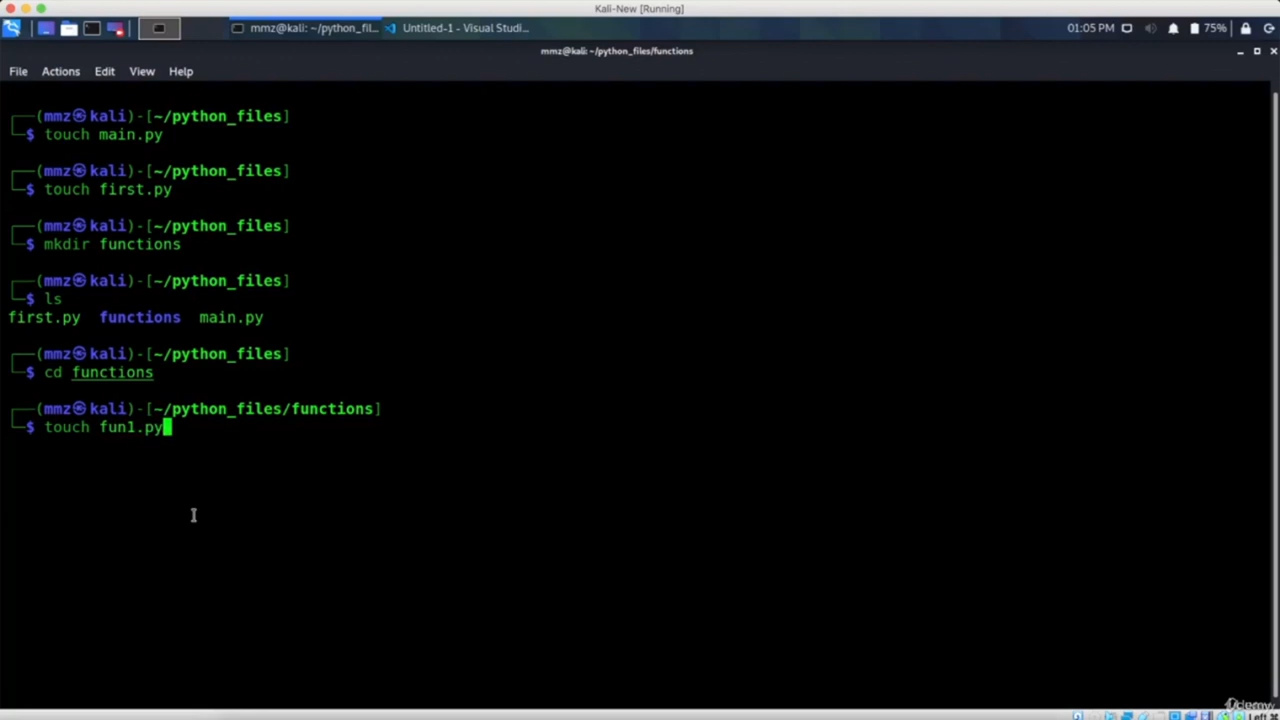 Kali-New [Running]
mmz@kali: ~/python_fil... Untitled-1 - Visual Studi... 01:05 PM 75%
mmz@kali: ~/python_files/functions
File Actions Edit View Help
┌──(mmz㉿kali)-[~/python_files]
└─$ touch main.py
┌──(mmz㉿kali)-[~/python_files]
└─$ touch first.py
┌──(mmz㉿kali)-[~/python_files]
└─$ mkdir functions
┌──(mmz㉿kali)-[~/python_files]
└─$ ls
first.py functions main.py
┌──(mmz㉿kali)-[~/python_files]
└─$ cd functions
┌──(mmz㉿kali)-[~/python_files/functions]
└─$ touch fun1.py
Udemy
Left ⌘